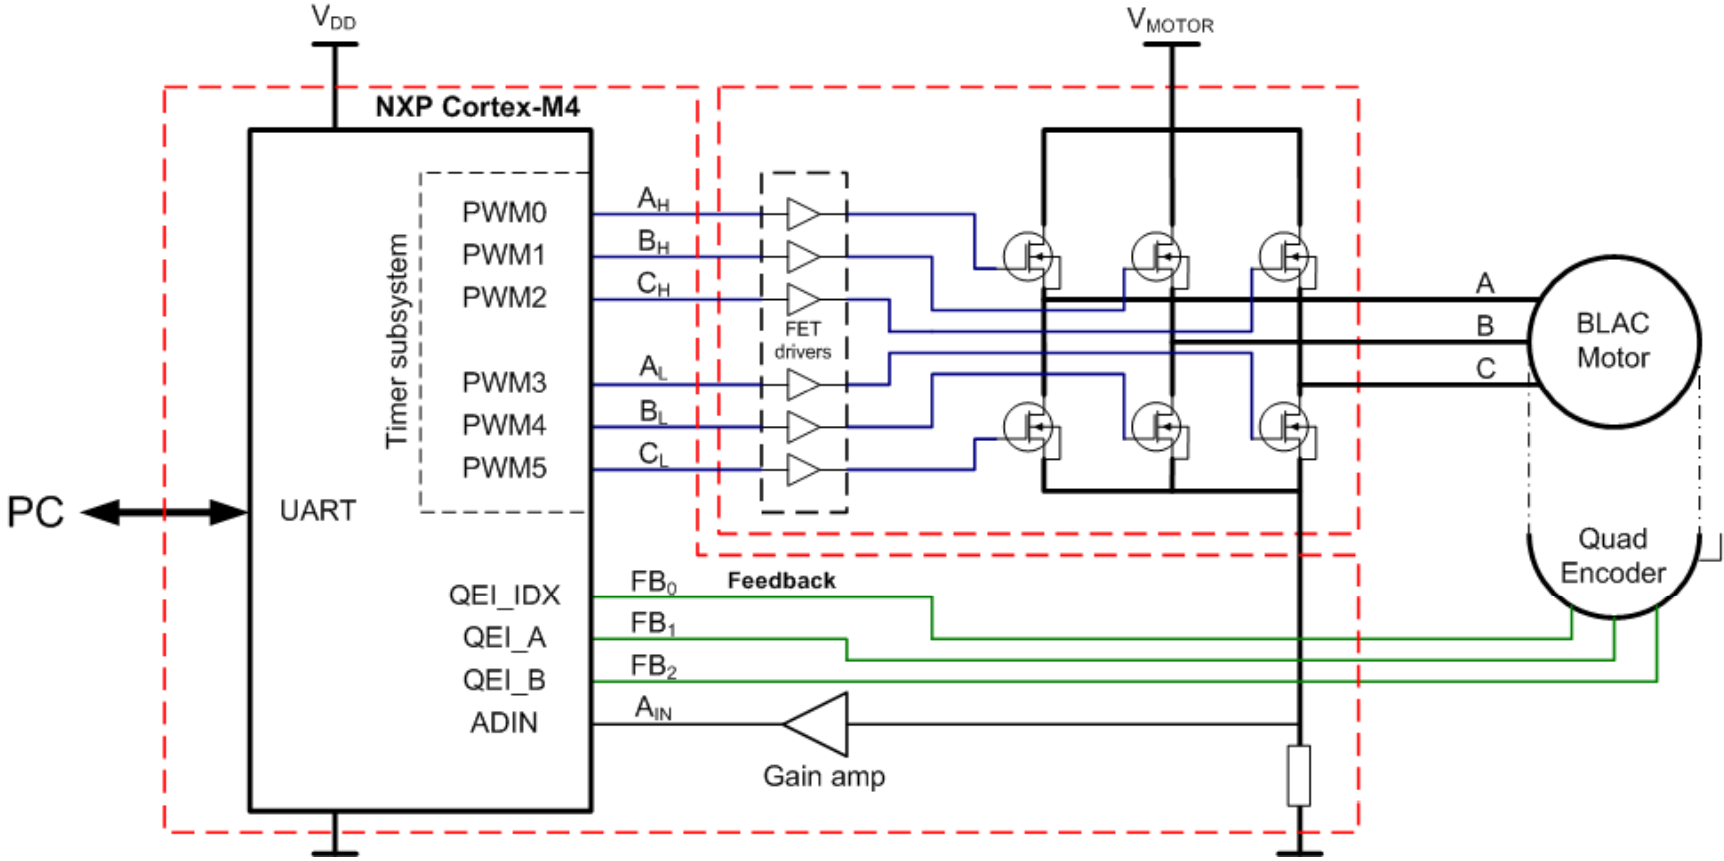 VDD
VMOTOR
NXP Cortex-M4
Timer subsystem
PWM0
PWM1
PWM2
PWM3
PWM4
PWM5
AH
BH
CH
AL
BL
CL
FET
drivers
A
B
C
BLAC
Motor
PC
UART
Quad
Encoder
QEI_IDX
QEI_A
QEI_B
ADIN
FB0
FB1
FB2
AIN
Feedback
Gain amp